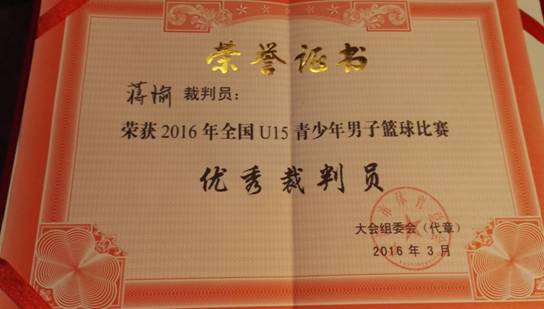 荣誉证书
蒋愉 裁判员：
荣获 2016 年全国 U15 青少年男子篮球比赛
优秀裁判员
大会组委会（代章）
2016 年 3 月